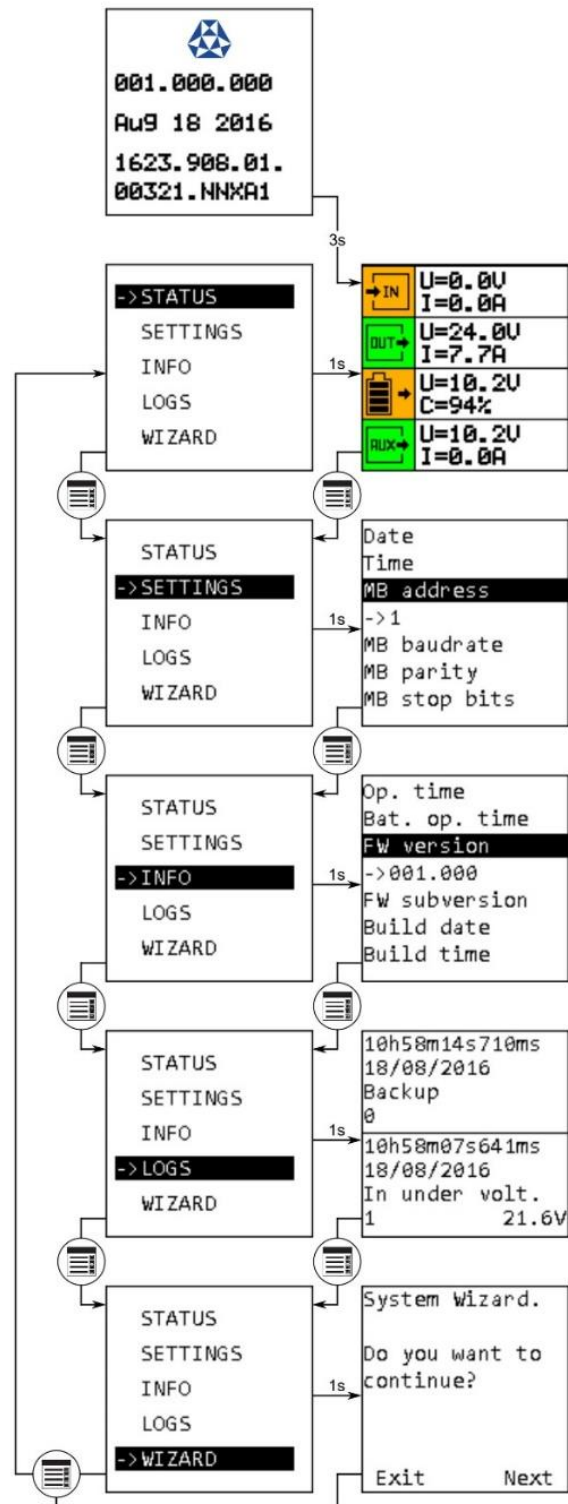 001.000.000
Aug 18 2016
1623.908.01.
00321.NNXA1
3s
->STATUS
SETTINGS
INFO
LOGS
WIZARD
1s
IN
U=0.0V
I=0.0A
OUT
U=24.0V
I=7.7A
U=10.2V
C=94%
AUX
U=10.2V
I=0.0A
STATUS
->SETTINGS
INFO
LOGS
WIZARD
1s
Date
Time
MB address
->1
MB baudrate
MB parity
MB stop bits
STATUS
SETTINGS
->INFO
LOGS
WIZARD
1s
Op. time
Bat. op. time
FW version
->001.000
FW subversion
Build date
Build time
STATUS
SETTINGS
INFO
->LOGS
WIZARD
1s
10h58m14s710ms
18/08/2016
Backup
0
10h58m07s641ms
18/08/2016
In under volt.
1 21.6V
STATUS
SETTINGS
INFO
LOGS
->WIZARD
1s
System Wizard.
Do you want to
continue?
Exit Next